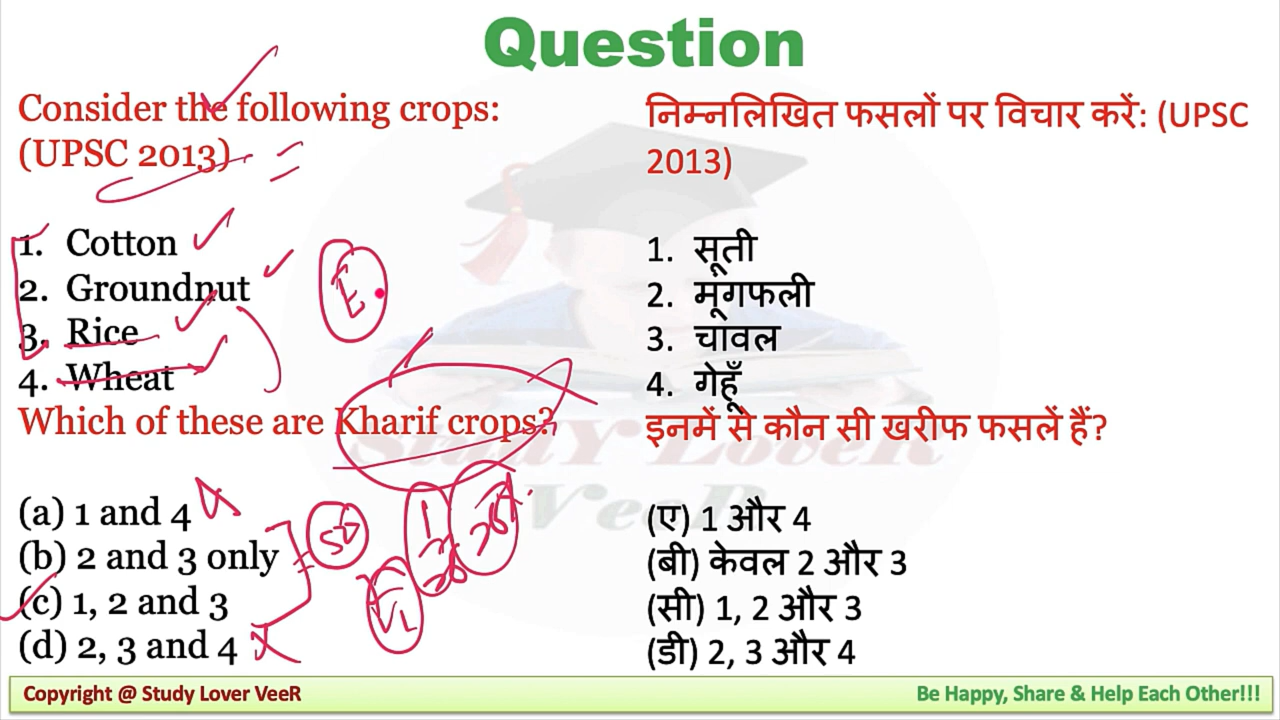 Question
Consider the following crops:
(UPSC 2013)
1. Cotton
2. Groundnut
3. Rice
4. Wheat
Which of these are Kharif crops?
(a) 1 and 4
(b) 2 and 3 only
(c) 1, 2 and 3
(d) 2, 3 and 4
निम्नलिखित फसलों पर विचार करें: (UPSC
2013)
1. सूती
2. मूंगफली
3. चावल
4. गेहूँ
इनमें से कौन सी खरीफ फसलें हैं?
(ए) 1 और 4
(बी) केवल 2 और 3
(सी) 1, 2 और 3
(डी) 2, 3 और 4
StudY LoveR
VeeR
E
50
Copyright @ Study Lover VeeR
Be Happy, Share & Help Each Other!!!